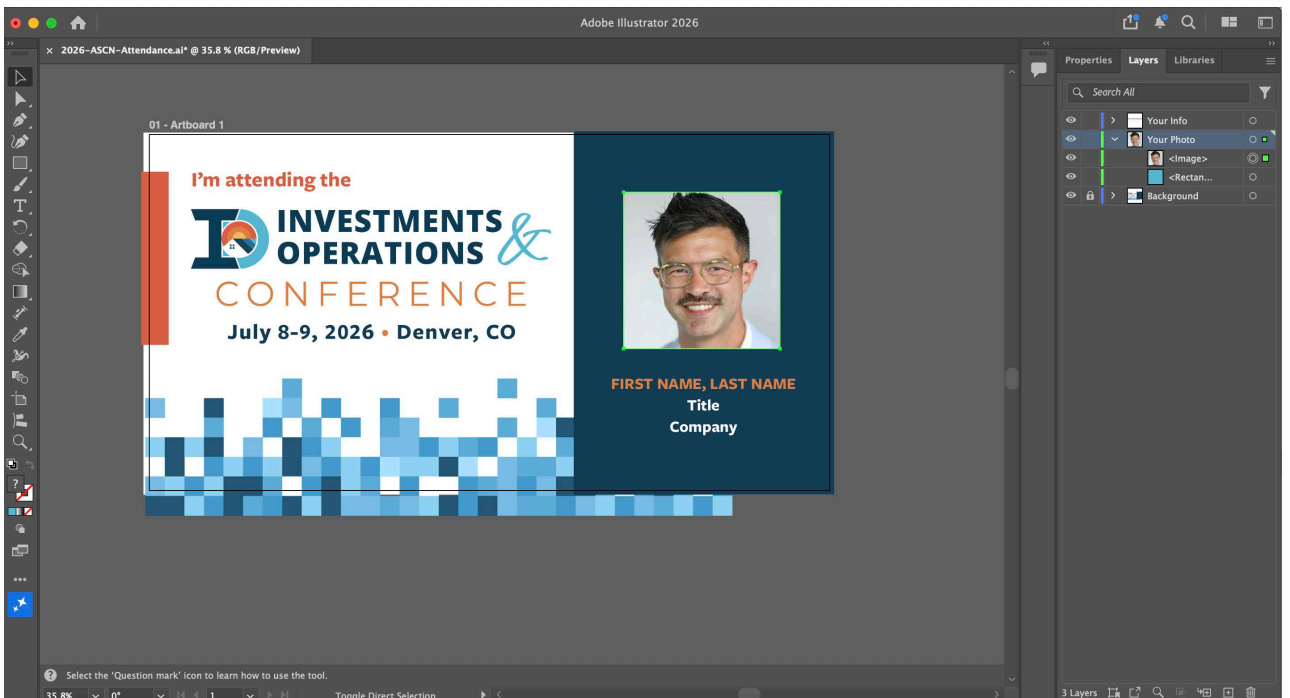 Adobe Illustrator 2026
× 2026-ASCN-Attendance.ai* @ 35.8 % (RGB/Preview)
Properties Layers Libraries
Search All
Your Info
Your Photo
<Image>
<Rectan...
Background
01 - Artboard 1
I'm attending the
INVESTMENTS &
OPERATIONS
CONFERENCE
July 8-9, 2026 • Denver, CO
FIRST NAME, LAST NAME
Title
Company
Select the 'Question mark' icon to learn how to use the tool.
35.8% 0° 1 Toggle Direct Selection
3 Layers